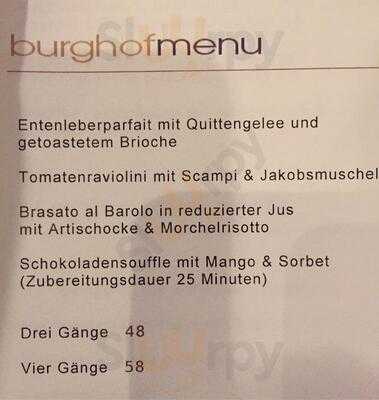 burghofmenu
Entenleberparfait mit Quittengelee und
getoastetem Brioche
Tomatenraviolini mit Scampi & Jakobsmuschel
Brasato al Barolo in reduzierter Jus
mit Artischocke & Morchelrisotto
Schokoladensouffle mit Mango & Sorbet
(Zubereitungsdauer 25 Minuten)
Drei Gänge 48
Vier Gänge 58